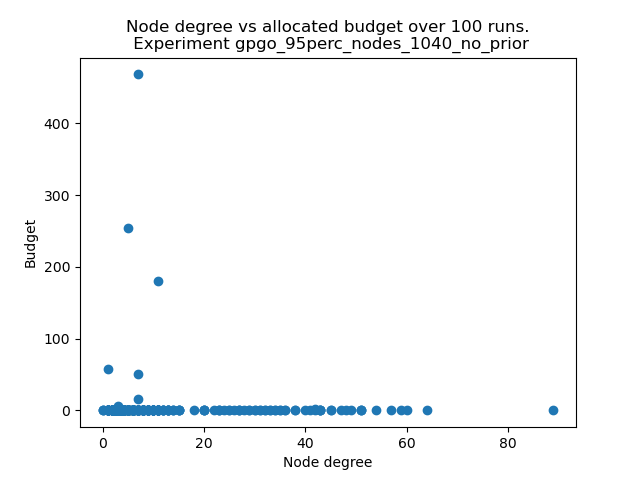 Node degree vs allocated budget over 100 runs.
Experiment gpgo_95perc_nodes_1040_no_prior
400
300
200
100
0
Budget
0 20 40 60 80
Node degree